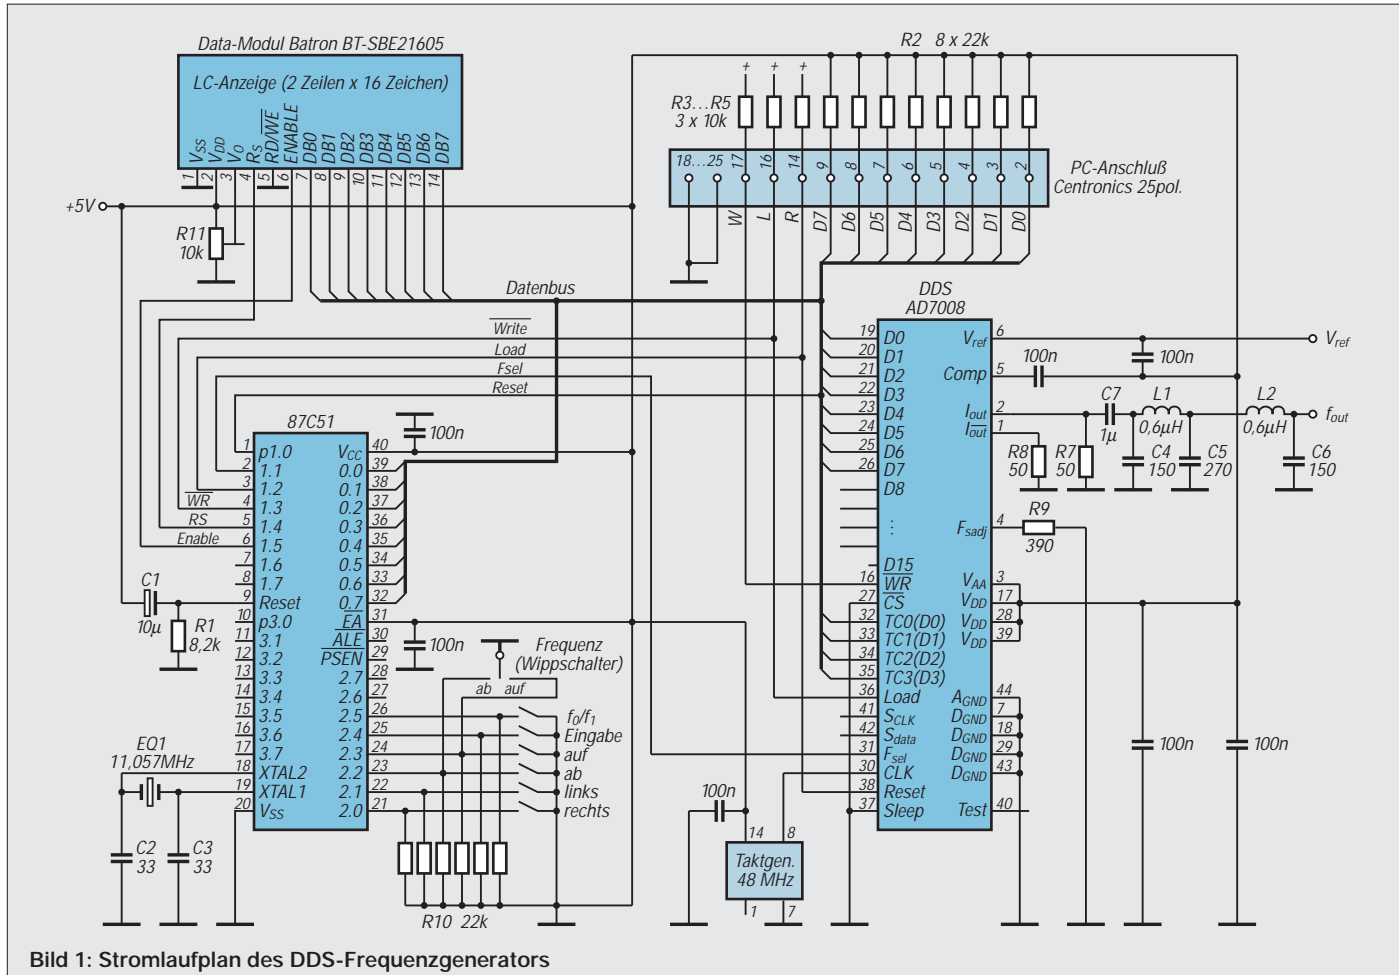 Data-Modul Batron BT-SBE21605
LC-Anzeige (2 Zeilen x 16 Zeichen)
VSS
VDD
VO
RS
RD/WE
ENABLE
DB0
DB1
DB2
DB3
DB4
DB5
DB6
DB7
1
2
3
4
5
6
7
8
9
10
11
12
13
14
+5V
R11
10k
R2 8 x 22k
+ + +
R3...R5
3 x 10k
18...25
17
16
14
9
8
7
6
5
4
3
2
PC-Anschluß
Centronics 25pol.
W
L
R
D7
D6
D5
D4
D3
D2
D1
D0
Datenbus
Write
Load
Fsel
Reset
WR
RS
Enable
87C51
100n
1 p1.0
2 1.1
3 1.2
4 1.3
5 1.4
6 1.5
7 1.6
8 1.7
9 Reset
10 p3.0
11 3.1
12 3.2
13 3.3
14 3.4
15 3.5
16 3.6
17 3.7
18 XTAL2
19 XTAL1
20 VSS
VCC 40
0.0 39
0.1 38
0.2 37
0.3 36
0.4 35
0.5 34
0.6 33
0.7 32
EA 31
ALE 30
PSEN 29
2.7 28
2.6 27
2.5 26
2.4 25
2.3 24
2.2 23
2.1 22
2.0 21
C1
10µ
R1
8,2k
EQ1
11,057MHz
C2
33
C3
33
100n
Frequenz
(Wippschalter)
ab auf
f0/f1
Eingabe
auf
ab
links
rechts
R10 22k
100n
14
8
Taktgen.
48 MHz
1
7
DDS
AD7008
19 D0
20 D1
21 D2
22 D3
23 D4
24 D5
25 D6
26 D7
D8
⋮
D15
16 WR
27 CS
32 TC0(D0)
33 TC1(D1)
34 TC2(D2)
35 TC3(D3)
36 Load
41 SCLK
42 Sdata
31 Fsel
30 CLK
38 Reset
37 Sleep
Vref 6
Comp 5
Iout 2
Iout 1
Fsadj 4
VAA 3
VDD 17
VDD 28
VDD 39
AGND 44
DGND 7
DGND 18
DGND 29
DGND 43
Test 40
100n
100n
Vref
C7
1µ
L1
0,6µH
L2
0,6µH
fout
R8
50
R7
50
C4
150
C5
270
C6
150
R9
390
100n
100n
Bild 1: Stromlaufplan des DDS-Frequenzgenerators